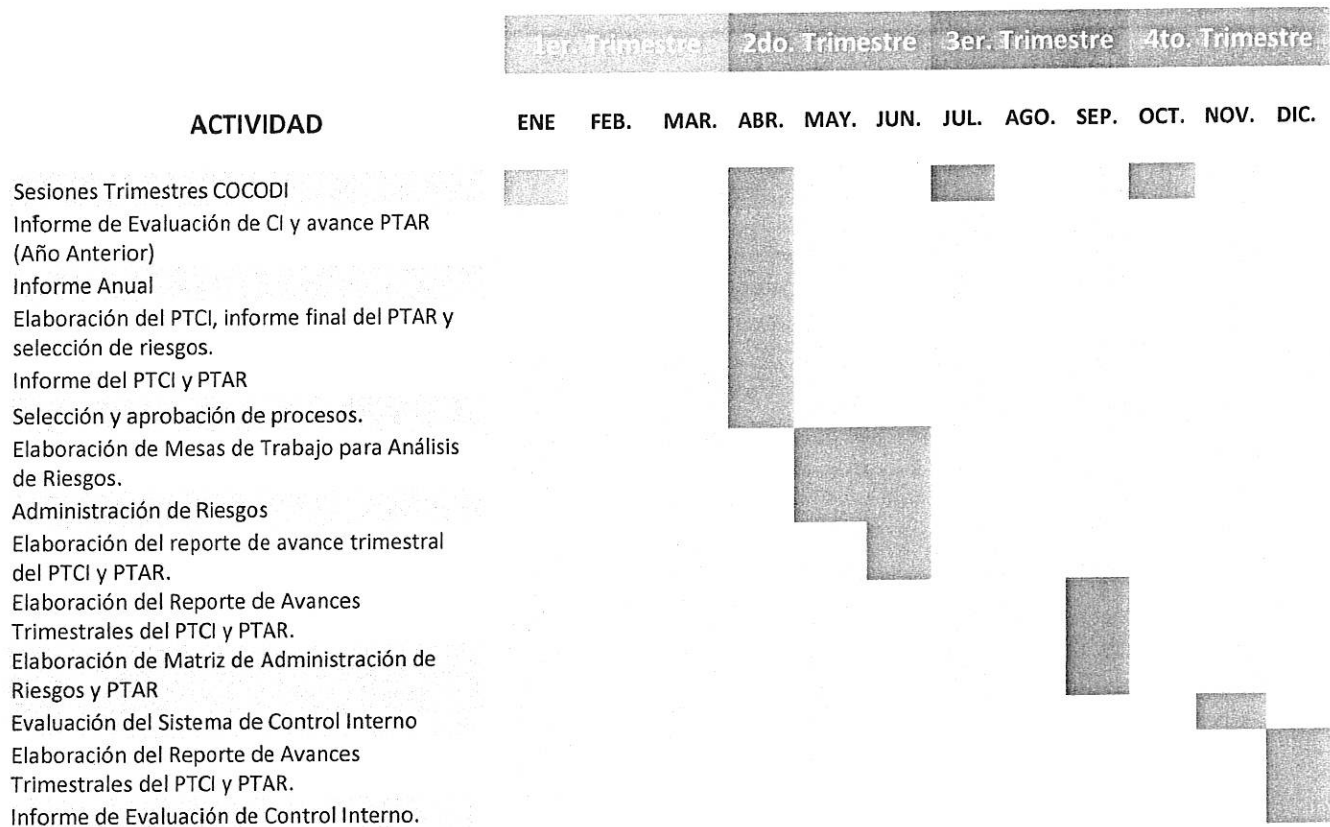 1er. Trimestre 2do. Trimestre 3er. Trimestre 4to. Trimestre
ACTIVIDAD ENE FEB. MAR. ABR. MAY. JUN. JUL. AGO. SEP. OCT. NOV. DIC.
Sesiones Trimestres COCODI
Informe de Evaluación de CI y avance PTAR
(Año Anterior)
Informe Anual
Elaboración del PTCI, informe final del PTAR y
selección de riesgos.
Informe del PTCI y PTAR
Selección y aprobación de procesos.
Elaboración de Mesas de Trabajo para Análisis
de Riesgos.
Administración de Riesgos
Elaboración del reporte de avance trimestral
del PTCI y PTAR.
Elaboración del Reporte de Avances
Trimestrales del PTCI y PTAR.
Elaboración de Matriz de Administración de
Riesgos y PTAR
Evaluación del Sistema de Control Interno
Elaboración del Reporte de Avances
Trimestrales del PTCI y PTAR.
Informe de Evaluación de Control Interno.